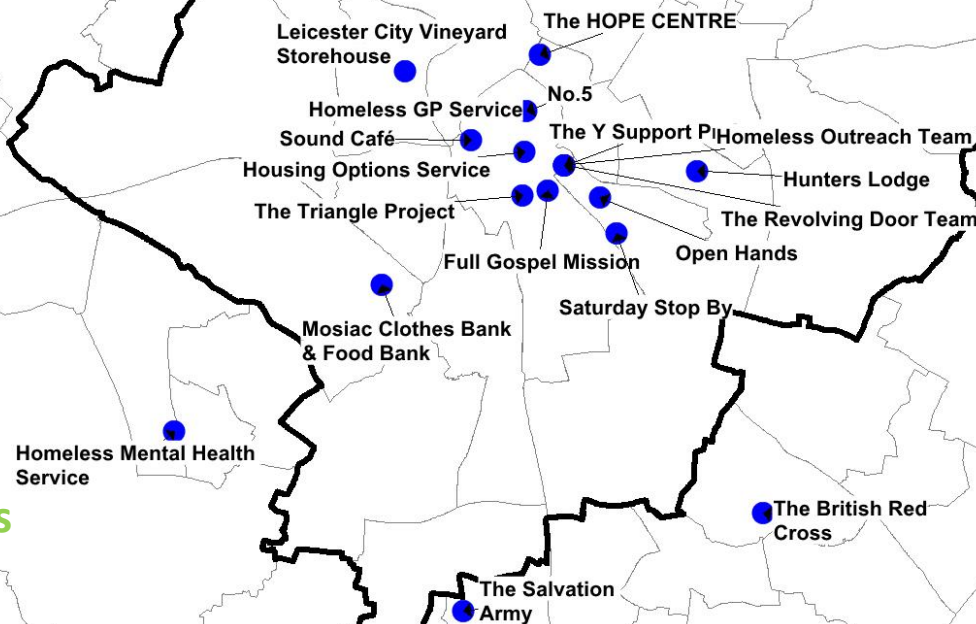 The HOPE CENTRE
Leicester City Vineyard
Storehouse
No.5
Homeless GP Service
The Y Support
Homeless Outreach Team
Sound Café
Housing Options Service
Hunters Lodge
The Triangle Project
The Revolving Door Team
Open Hands
Full Gospel Mission
Saturday Stop By
Mosiac Clothes Bank
& Food Bank
Homeless Mental Health
Service
The British Red
Cross
The Salvation
Army